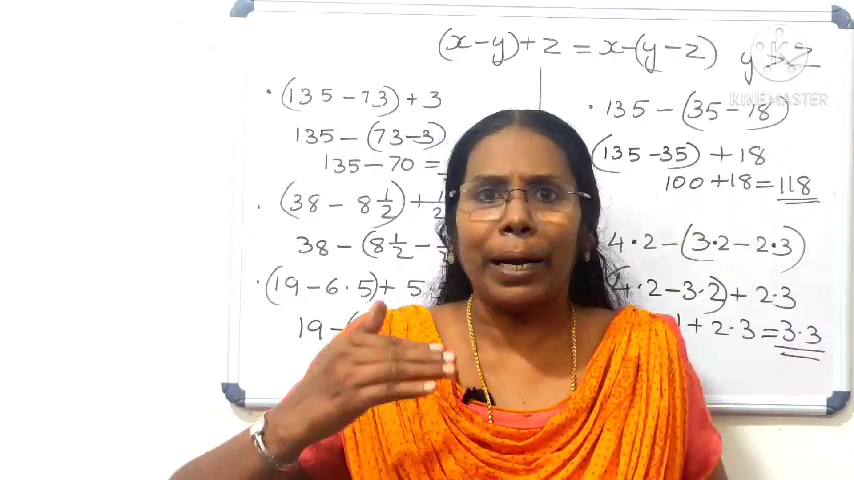 (x-y)+z = x-(y-z) y>z
KINEMASTER
• (135 - 73) + 3
135 - (73-3)
135 - 70 =
• (38 - 8 1/2) +
38 - (8 1/2 -
• (19 - 6·5) + 5
19 -
• 135 - (35 - 18)
(135 - 35) + 18
100 + 18 = 118
4·2 - (3·2 - 2·3)
4·2 - 3·2) + 2·3
1 + 2·3 = 3·3